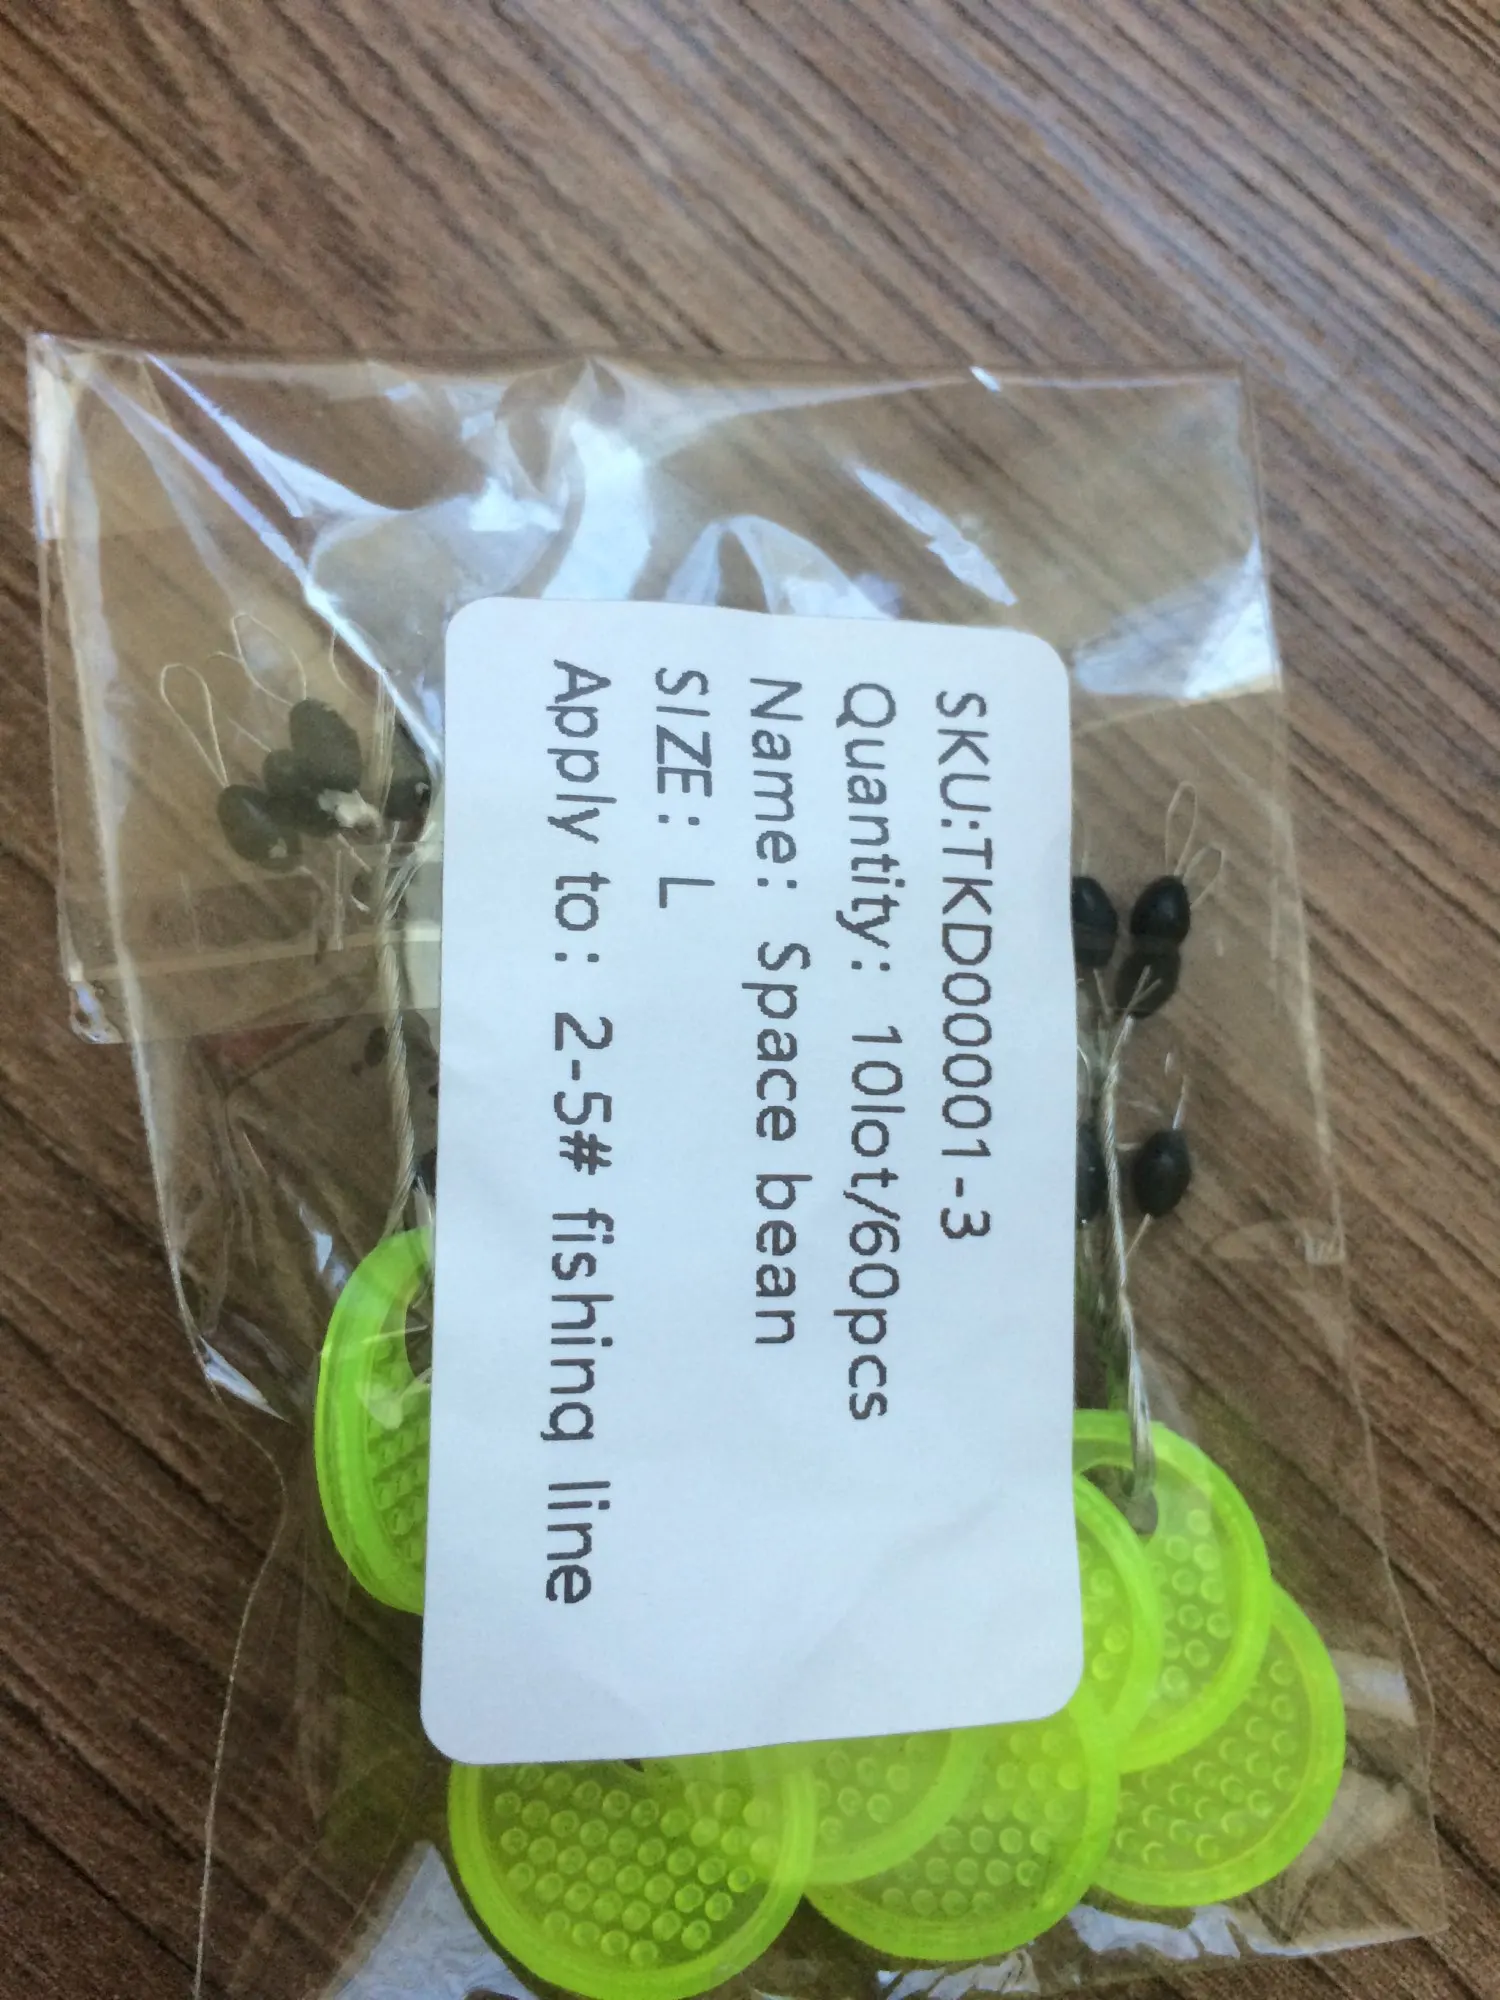 SKU:TKD00001-3
Quantity: 10lot/60pcs
Name: Space bean
SIZE: L
Apply to: 2-5# fishing line